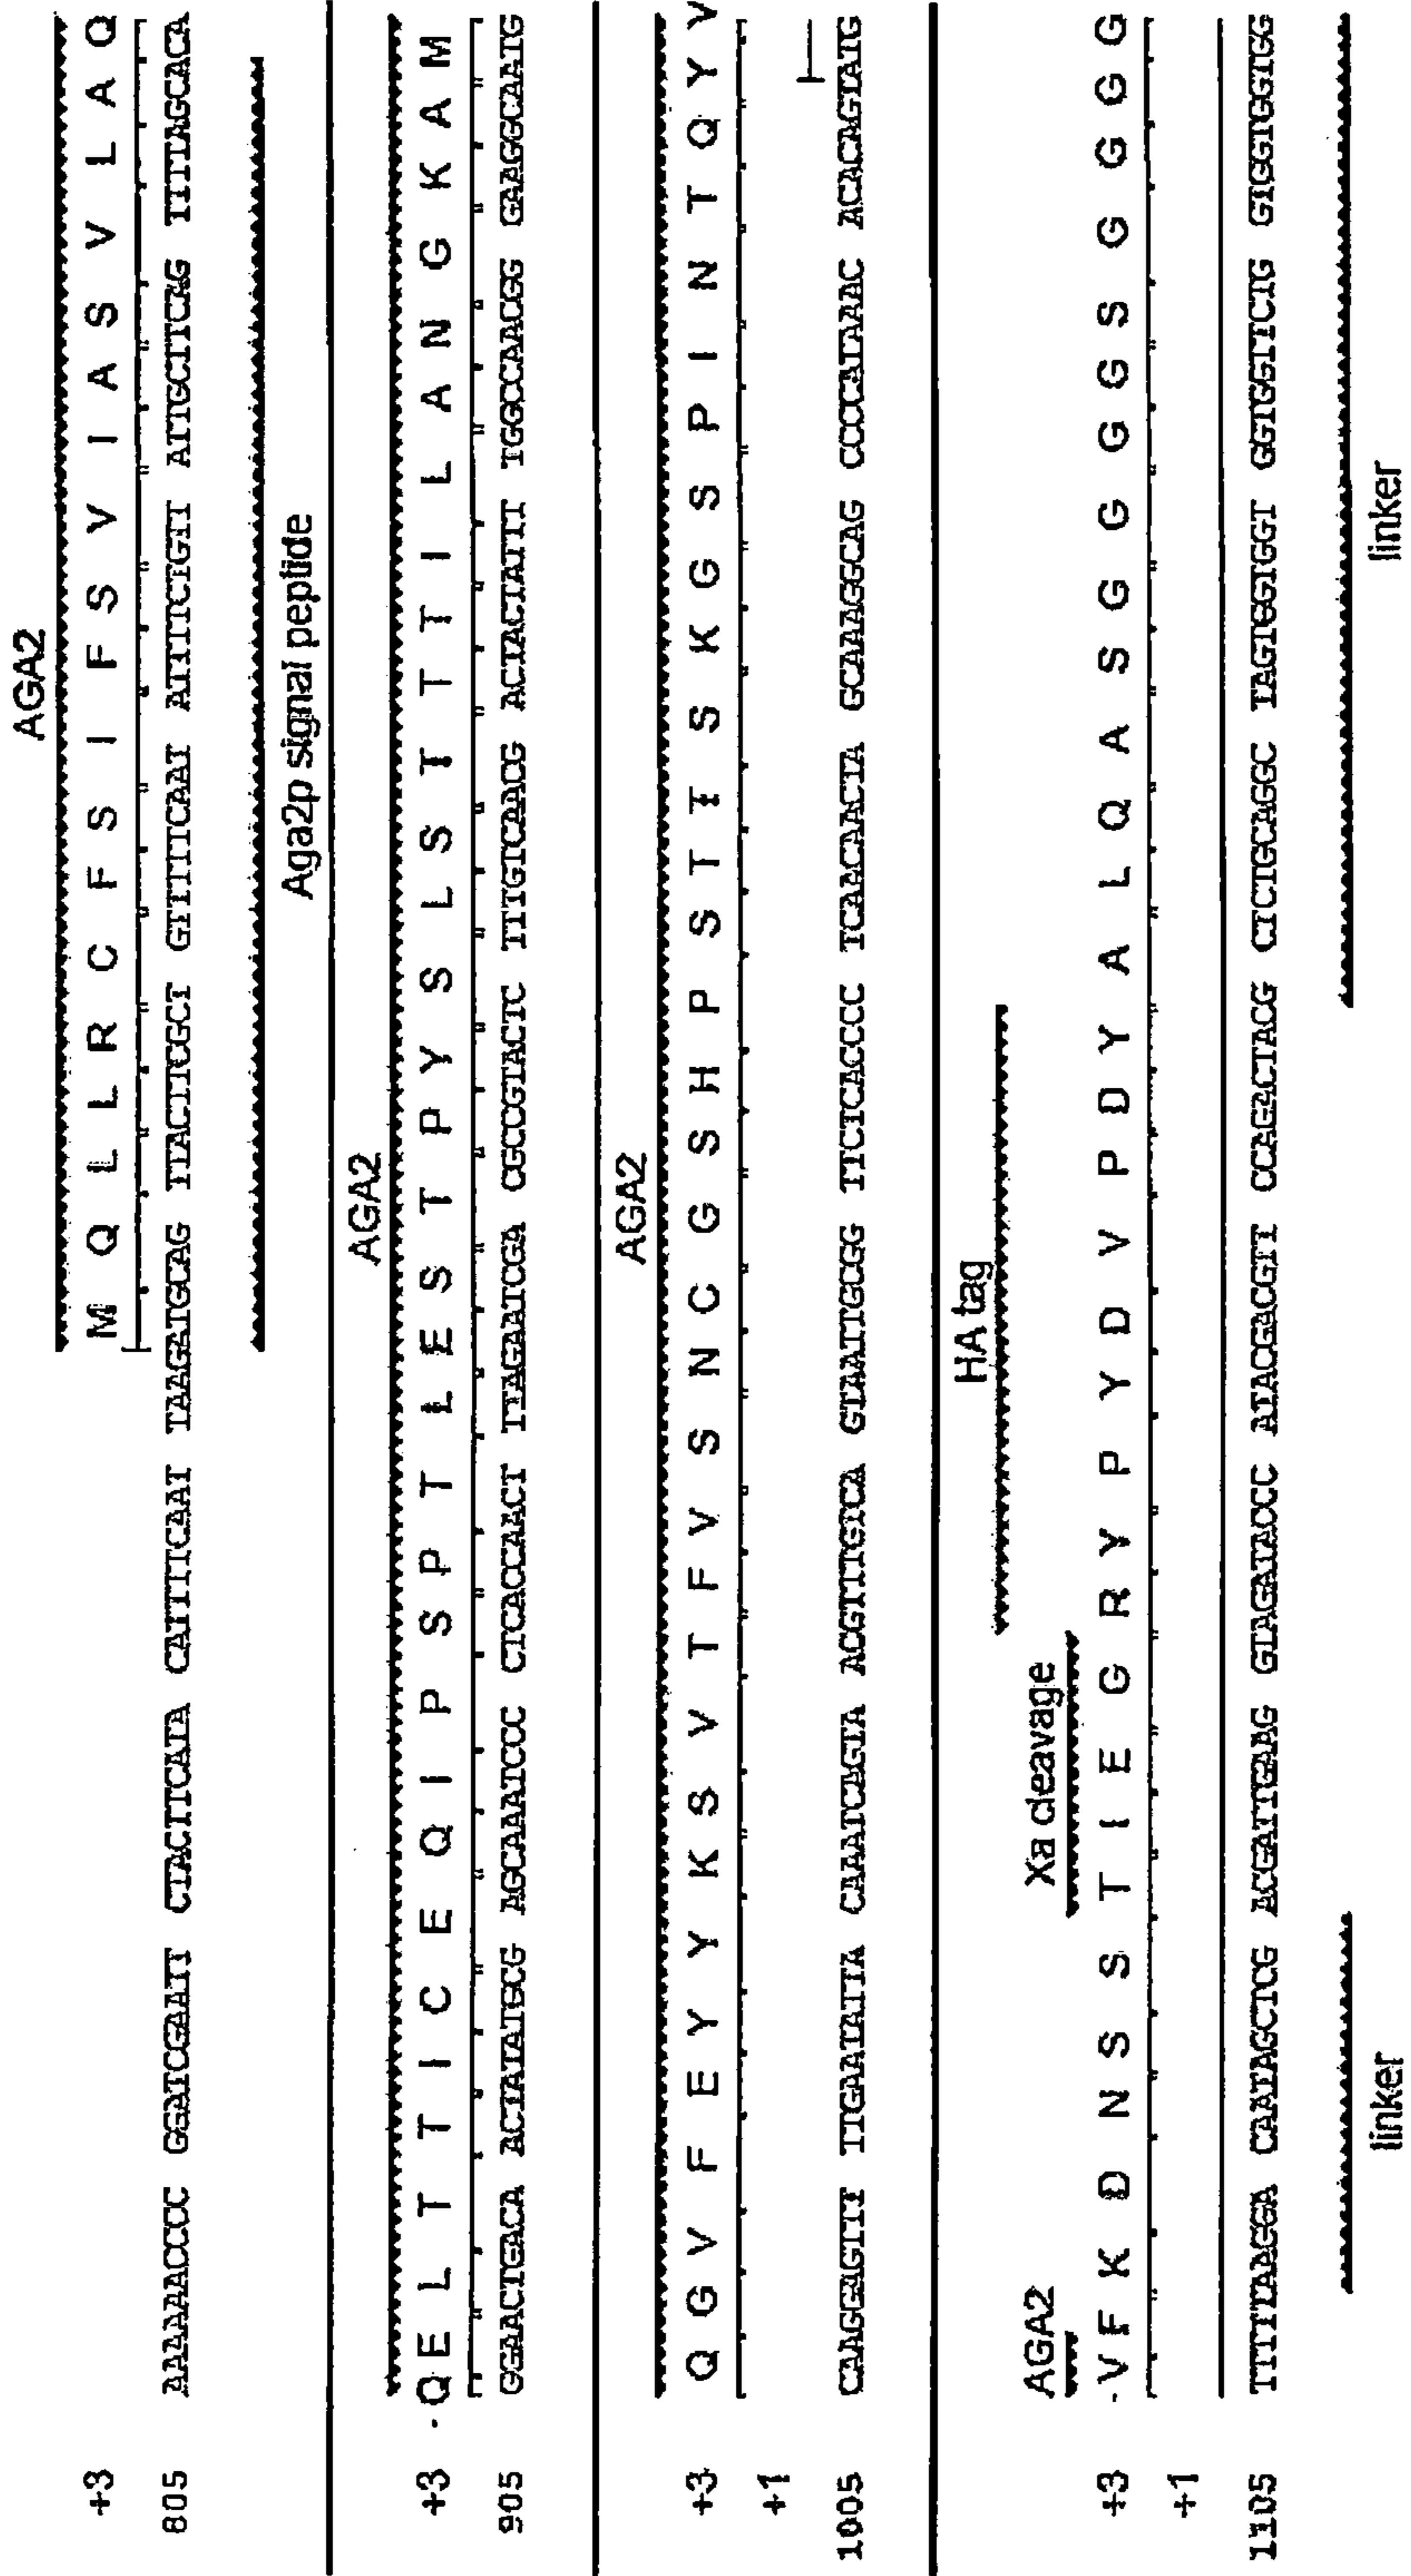 AGA2
+3 M Q L L R C F S I F S V I A S V L A Q
805 AAAAAACCCC GGATCGAATT CTACTTCATA CATTTTCAAT TAAGATGCAG TTACTTCGCT GTTTTTCAAT ATTTTCTGTT ATTGCTTCAG TTTTAGCACA
Aga2p signal peptide
AGA2
+3 · Q E L T T I C E Q I P S P T L E S T P Y S L S T T T I L A N G K A M
905 GGAACTGACA ACTATATGCG AGCAAATCCC CTCACCAACT TTAGAATCGA CGCCGTACTC TTTGTCAACG ACTACTATTT TGGCCAACGG GAAGGCAATG
AGA2
+3 Q G V F E Y Y K S V T F V S N C G S H P S T T S K G S P I N T Q Y V
+1
1005 CAAGGAGTTT TTGAATATTA CAAATCAGTA ACGTTTGTCA GTAATTGCGG TTCTCACCCC TCAACAACTA GCAAAGGCAG CCCCATAAAC ACACAGTATG
HA tag
AGA2 Xa cleavage
+3 · V F K D N S S T I E G R Y P Y D V P D Y A L Q A S G G G G S G G G G
+1
1105 TTTTTAAGGA CAATAGCTCG ACGATTGAAG GTAGATACCC ATACGACGTT CCAGACTACG CTCTGCAGGC TAGTGGTGGT GGTGGTTCTG GTGGTGGTGG
linker linker